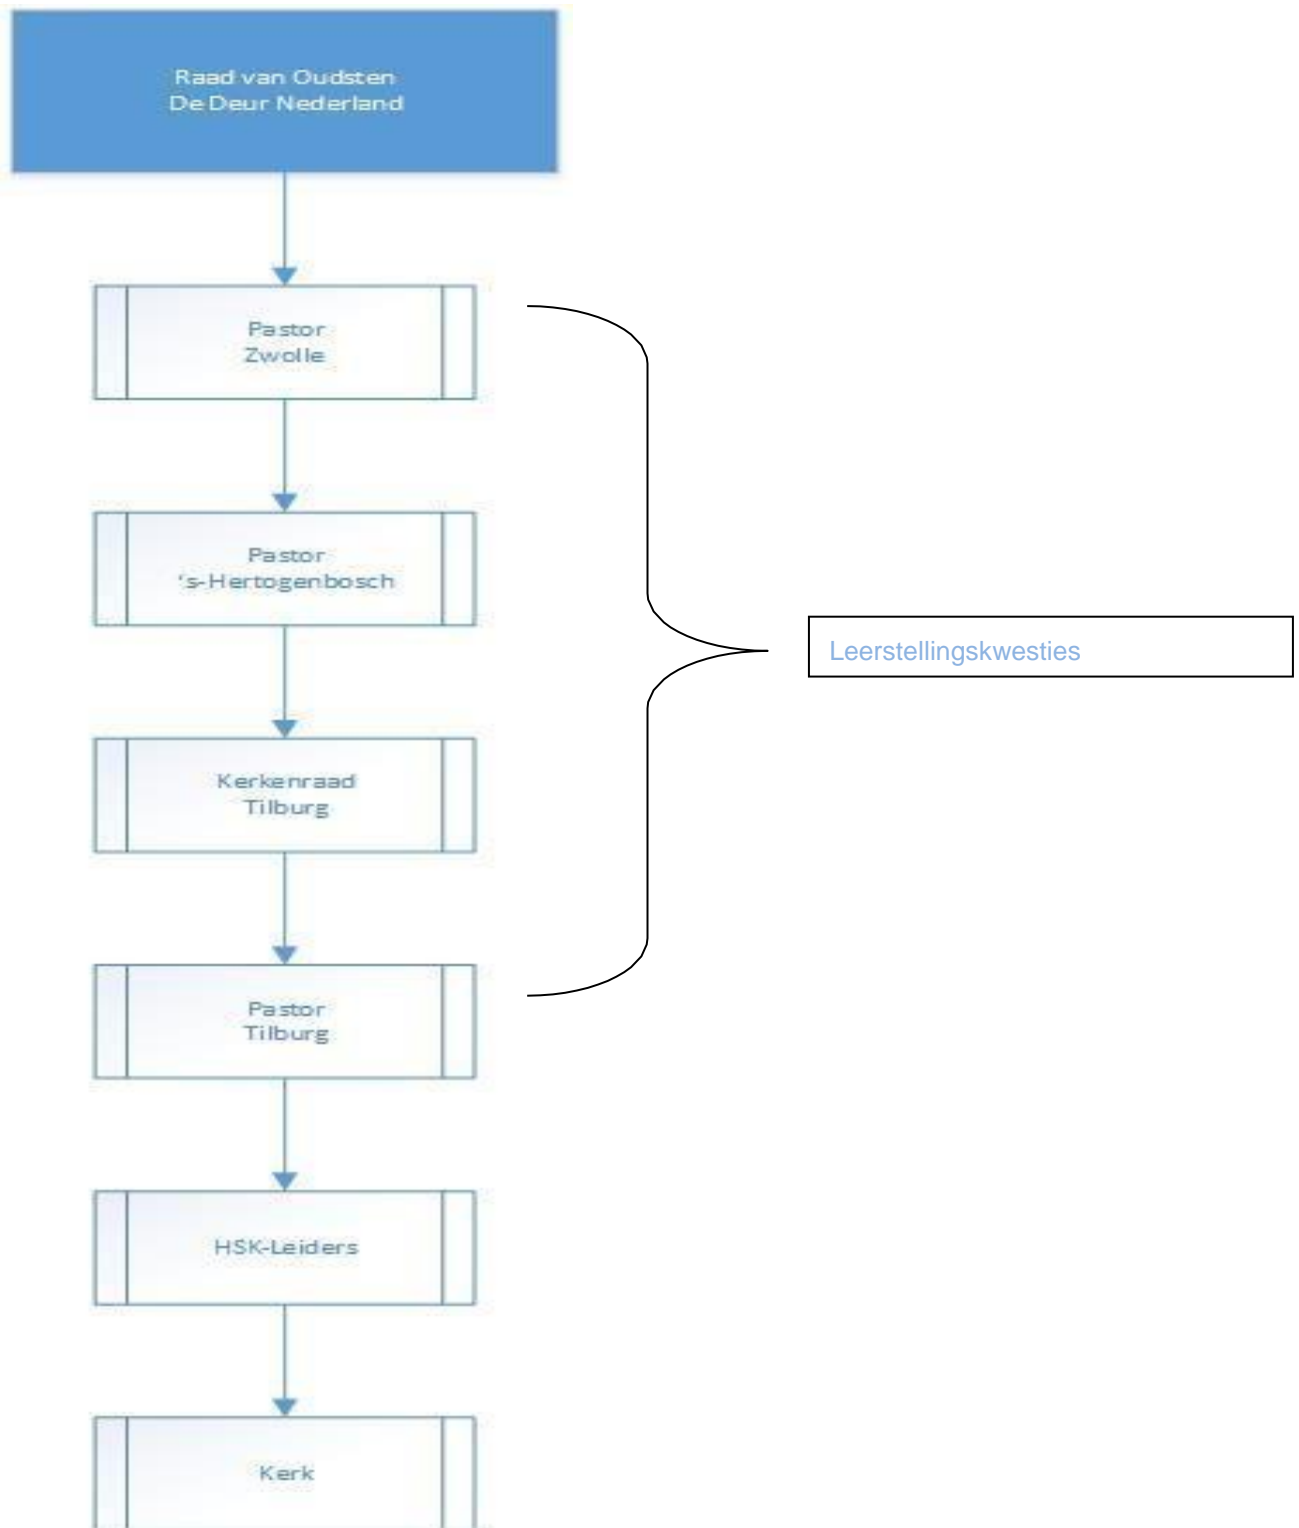 Raad van Oudsten
De Deur Nederland
Pastor
Zwolle
Pastor
's-Hertogenbosch
Leerstellingskwesties
Kerkenraad
Tilburg
Pastor
Tilburg
HSK-Leiders
Kerk